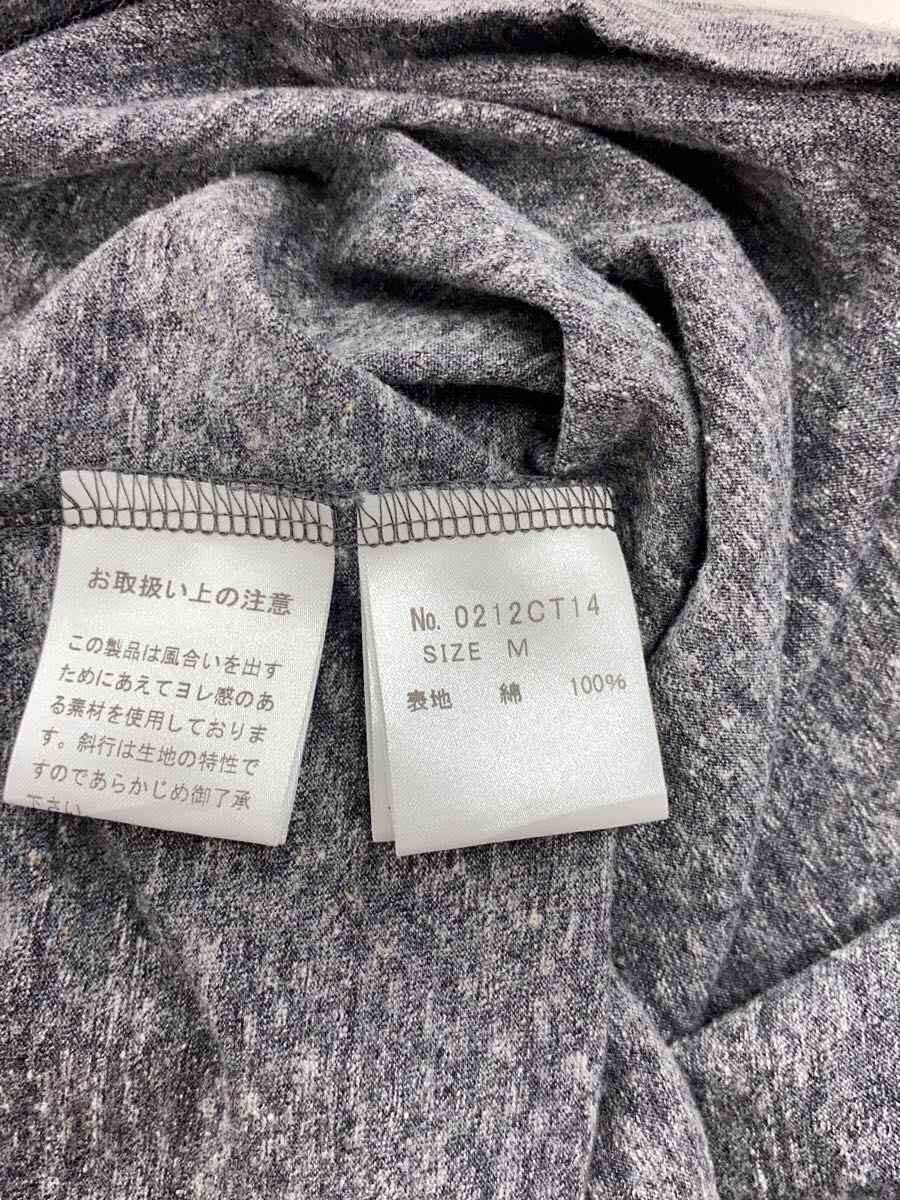 お取扱い上の注意
この製品は風合いを出す
ためにあえてヨレ感のあ
る素材を使用しておりま
す。斜行は生地の特性で
すのであらかじめ御了承
下さい
No. 0212CT14
SIZE M
表地 綿 100%